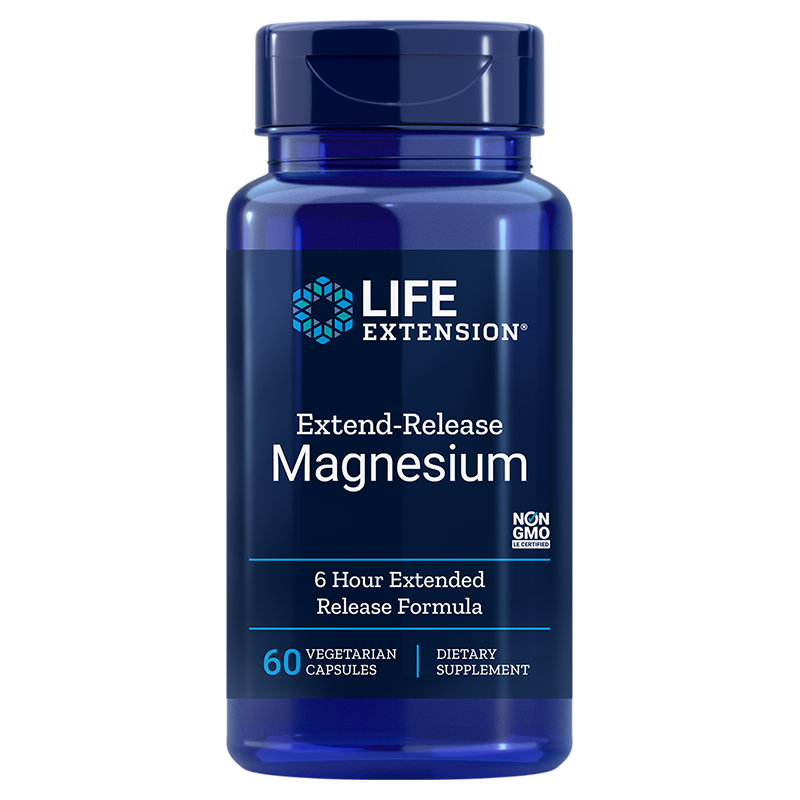 LIFE
EXTENSION®
Extend-Release
Magnesium
NON
GMO
LE CERTIFIED
6 Hour Extended
Release Formula
60 VEGETARIAN
CAPSULES
DIETARY
SUPPLEMENT